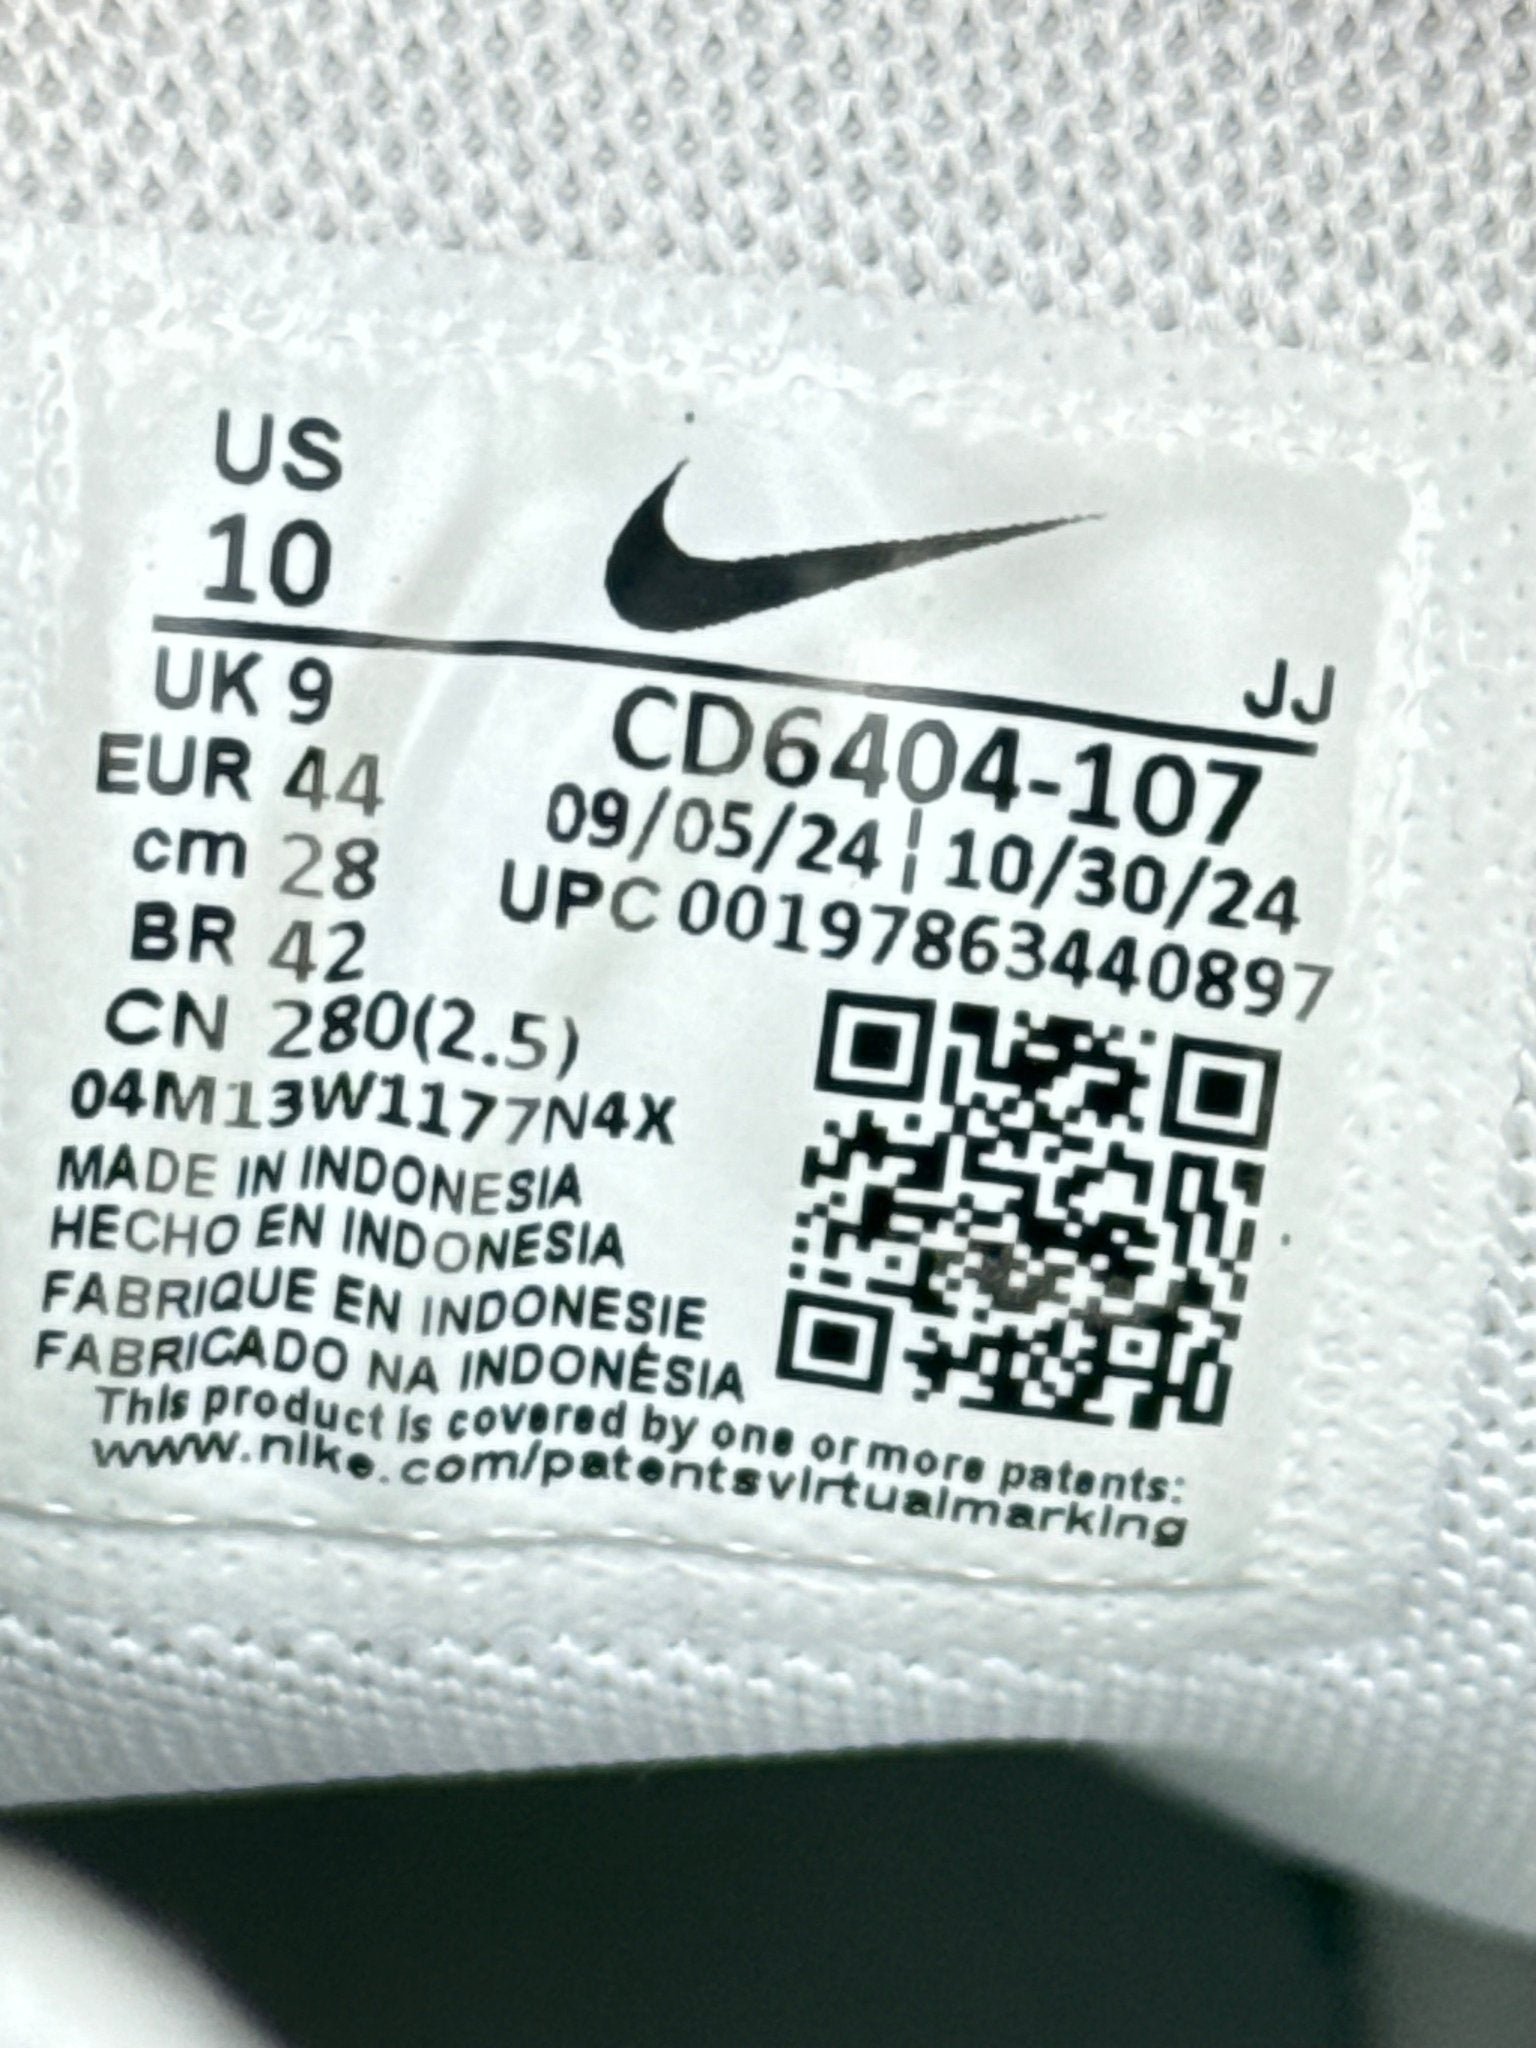 US
10
JJ
UK 9
EUR 44
cm 28
BR 42
CN 280(2.5)
CD6404-107
09/05/24 | 10/30/24
UPC 00197863440897
04M13W1177N4X
MADE IN INDONESIA
HECHO EN INDONESIA
FABRIQUE EN INDONESIE
FABRICADO NA INDONÉSIA
This product is covered by one or more patents:
www.nike.com/patentsvirtualmarking